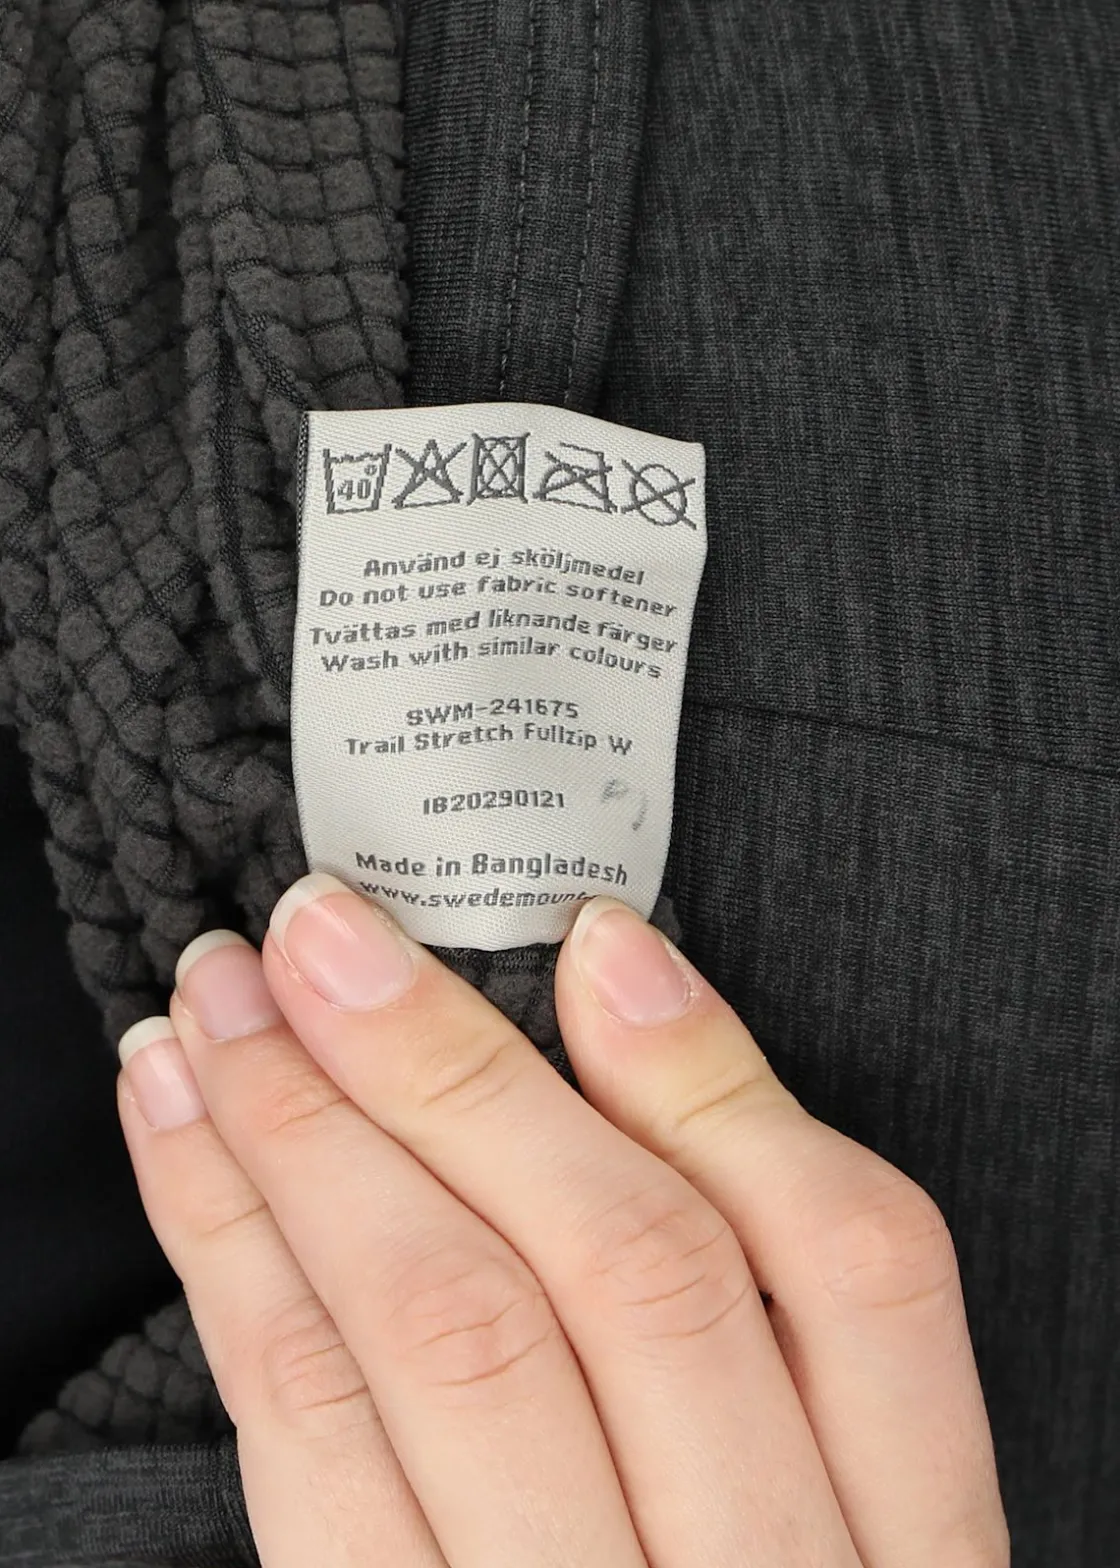 40°
Använd ej sköljmedel
Do not use fabric softener
Tvättas med liknande färger
Wash with similar colours
SWM-241675
Trail Stretch Fullzip W
IB20290121
Made in Bangladesh